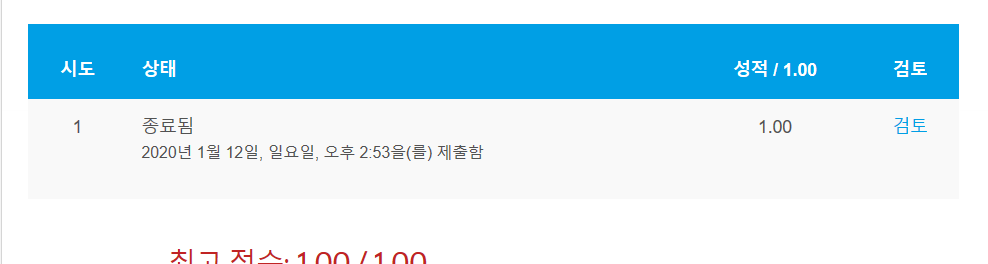 시도 상태 성적 / 1.00 검토
1 종료됨 1.00 검토
2020년 1월 12일, 일요일, 오후 2:53을(를) 제출함
최고 점수: 1.00 / 1.00